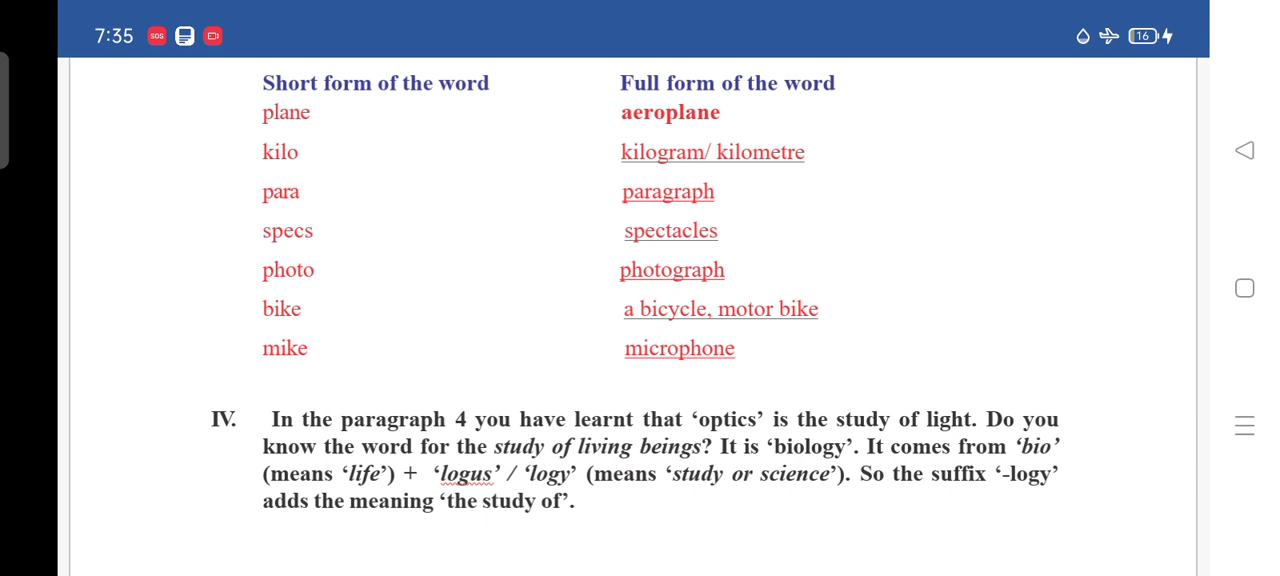 7:35 SOS 16
Short form of the word Full form of the word
plane aeroplane
kilo kilogram/ kilometre
para paragraph
specs spectacles
photo photograph
bike a bicycle, motor bike
mike microphone
IV. In the paragraph 4 you have learnt that ‘optics’ is the study of light. Do you
know the word for the study of living beings? It is ‘biology’. It comes from ‘bio’
(means ‘life’) + ‘logus’ / ‘logy’ (means ‘study or science’). So the suffix ‘-logy’
adds the meaning ‘the study of’.